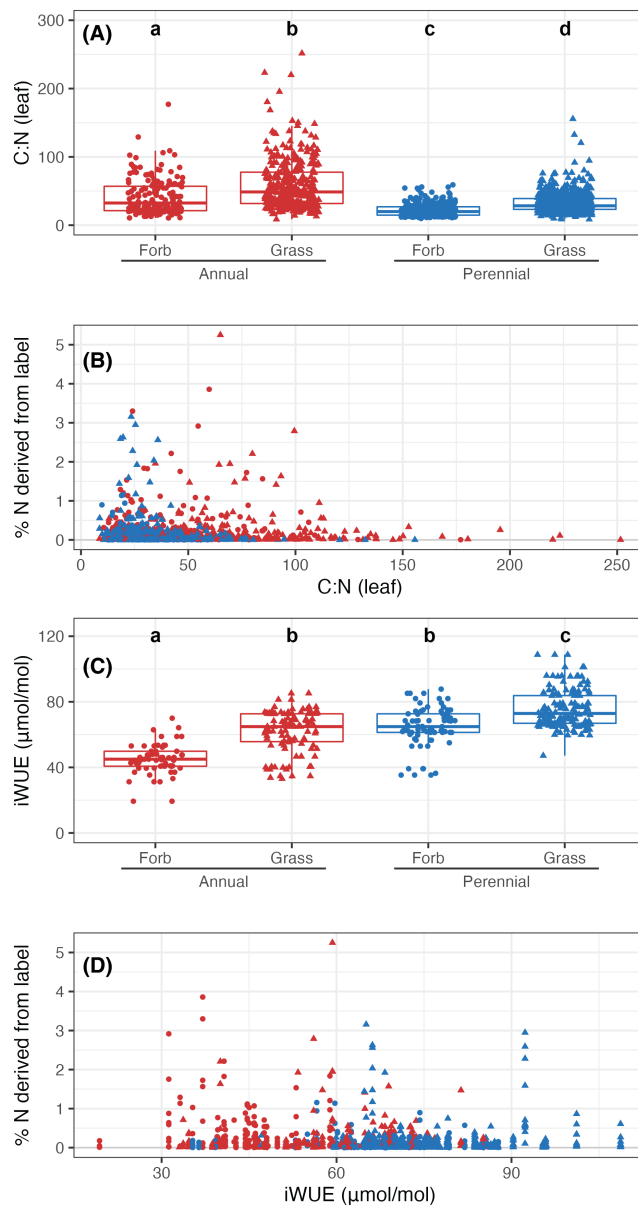 (A)
a b c d
C:N (leaf)
300
200
100
0
Forb Grass Forb Grass
Annual Perennial
(B)
% N derived from label
5
4
3
2
1
0
0 50 100 150 200 250
C:N (leaf)
(C)
a b b c
iWUE (μmol/mol)
120
80
40
0
Forb Grass Forb Grass
Annual Perennial
(D)
% N derived from label
5
4
3
2
1
0
30 60 90
iWUE (μmol/mol)